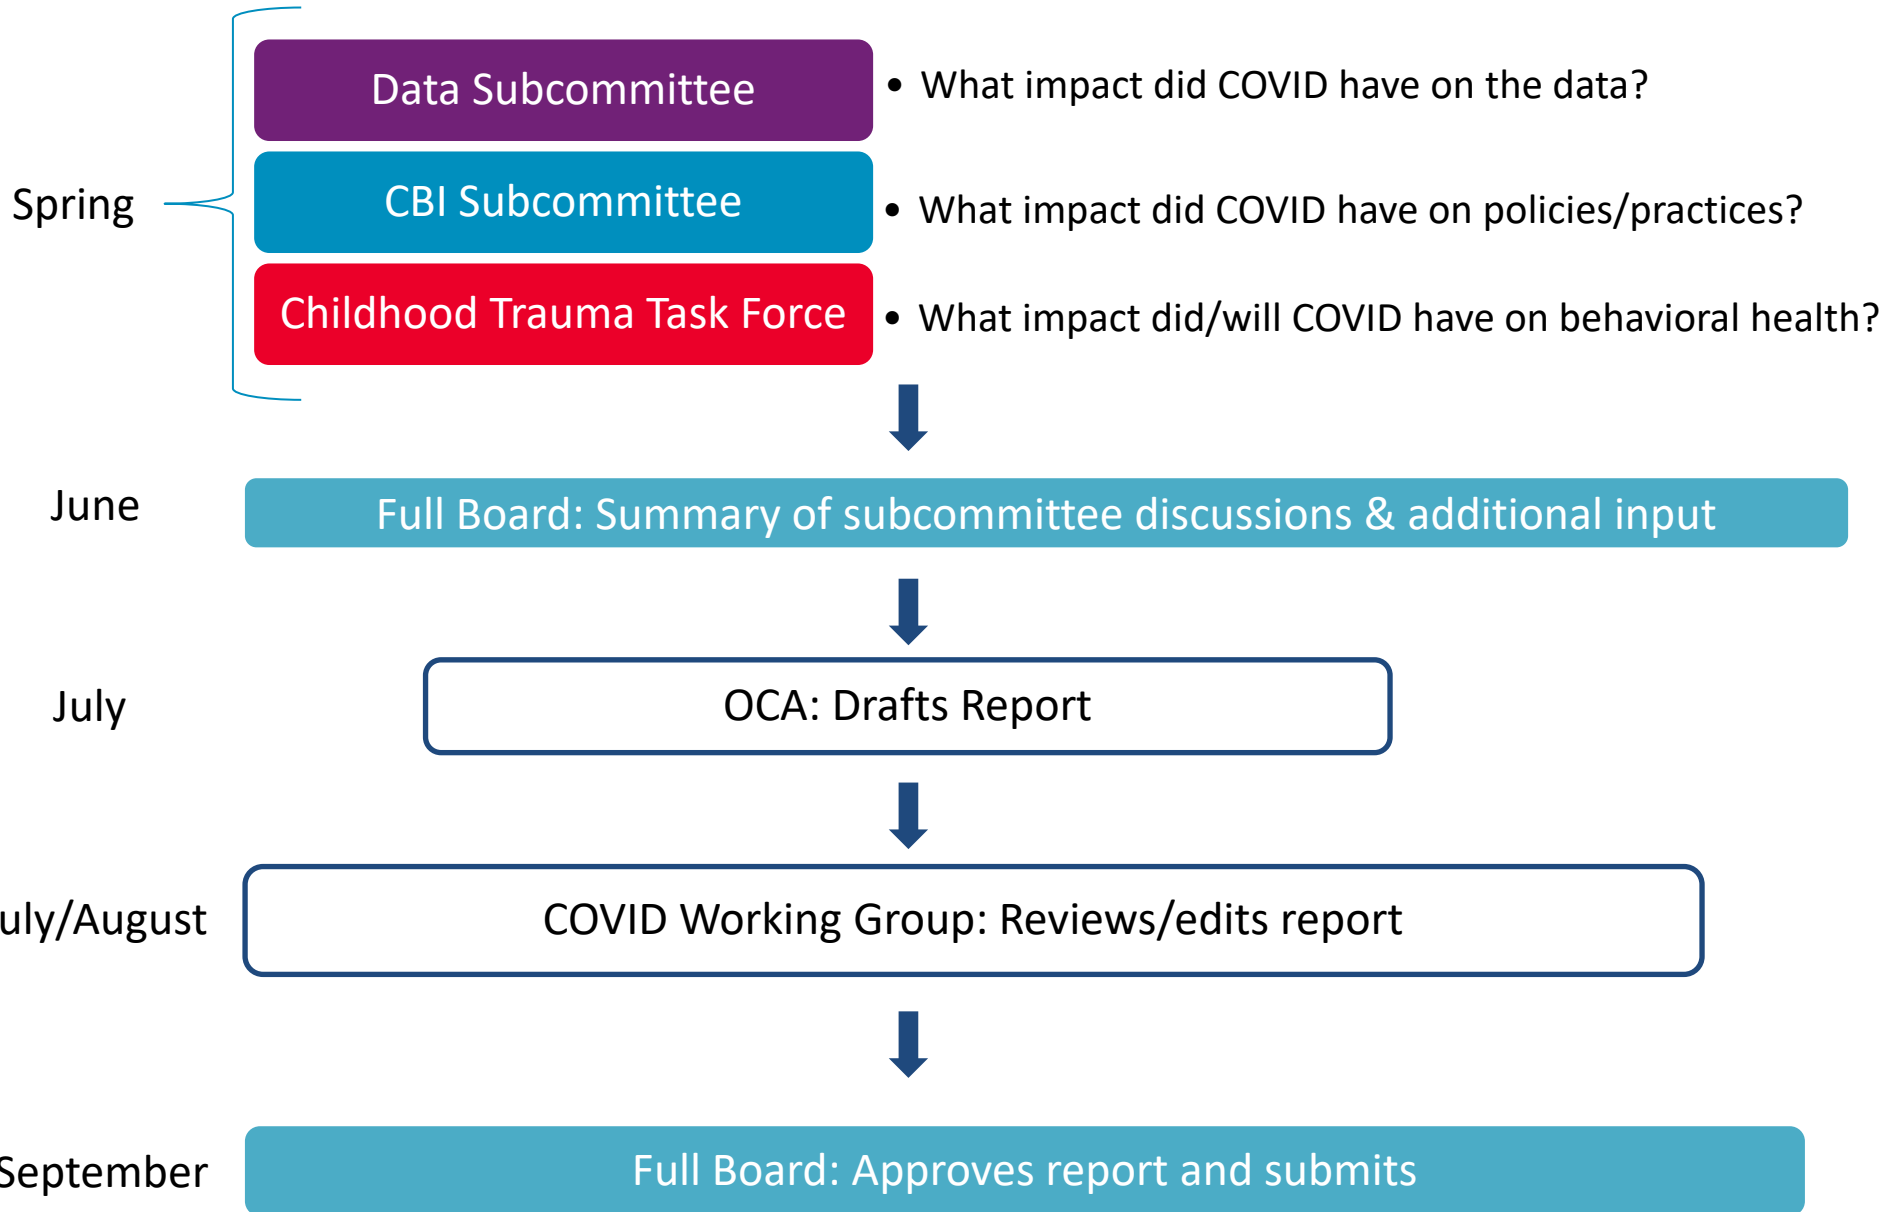 Data Subcommittee
• What impact did COVID have on the data?
Spring
CBI Subcommittee
• What impact did COVID have on policies/practices?
Childhood Trauma Task Force
• What impact did/will COVID have on behavioral health?
June
Full Board: Summary of subcommittee discussions & additional input
July
OCA: Drafts Report
uly/August
COVID Working Group: Reviews/edits report
September
Full Board: Approves report and submits